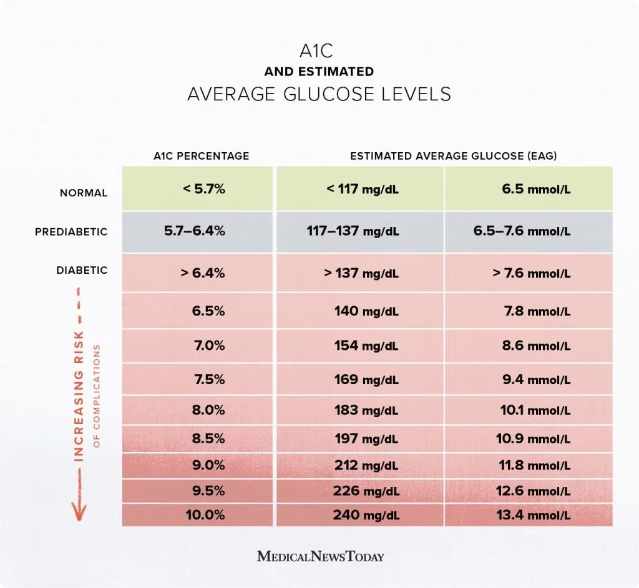 A1C
AND ESTIMATED
AVERAGE GLUCOSE LEVELS
A1C PERCENTAGE ESTIMATED AVERAGE GLUCOSE (EAG)
NORMAL < 5.7% < 117 mg/dL 6.5 mmol/L
PREDIABETIC 5.7–6.4% 117–137 mg/dL 6.5–7.6 mmol/L
DIABETIC > 6.4% > 137 mg/dL > 7.6 mmol/L
6.5% 140 mg/dL 7.8 mmol/L
7.0% 154 mg/dL 8.6 mmol/L
7.5% 169 mg/dL 9.4 mmol/L
8.0% 183 mg/dL 10.1 mmol/L
8.5% 197 mg/dL 10.9 mmol/L
9.0% 212 mg/dL 11.8 mmol/L
9.5% 226 mg/dL 12.6 mmol/L
10.0% 240 mg/dL 13.4 mmol/L
INCREASING RISK
OF COMPLICATIONS
MEDICALNEWSTODAY